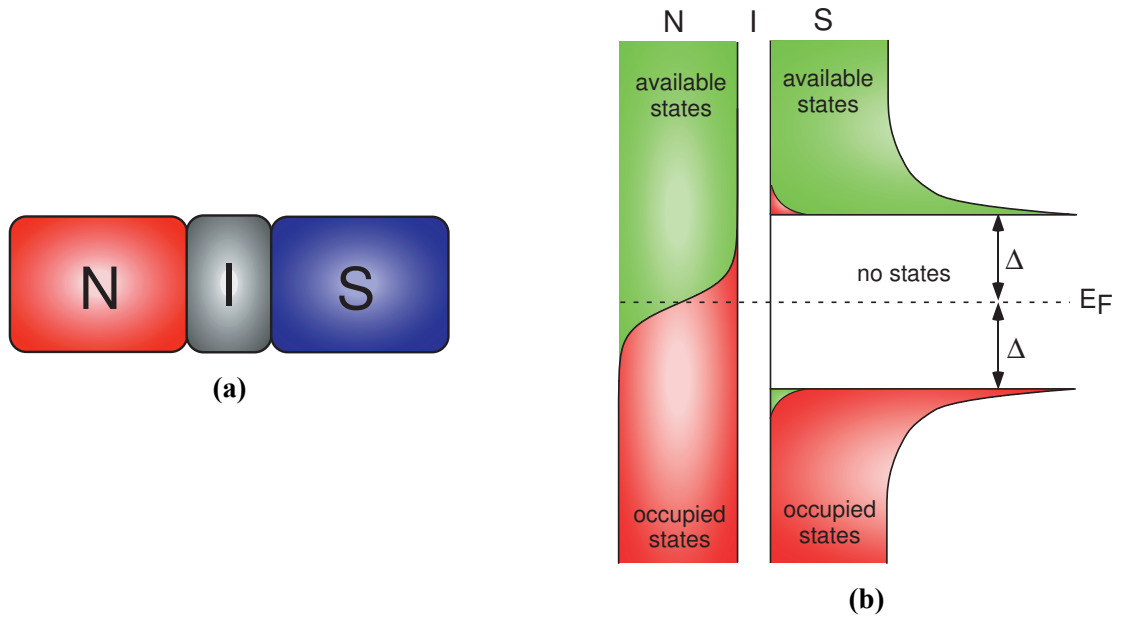 N I S
(a)
N I S
available
states
available
states
no states
Δ
E_F
Δ
occupied
states
occupied
states
(b)